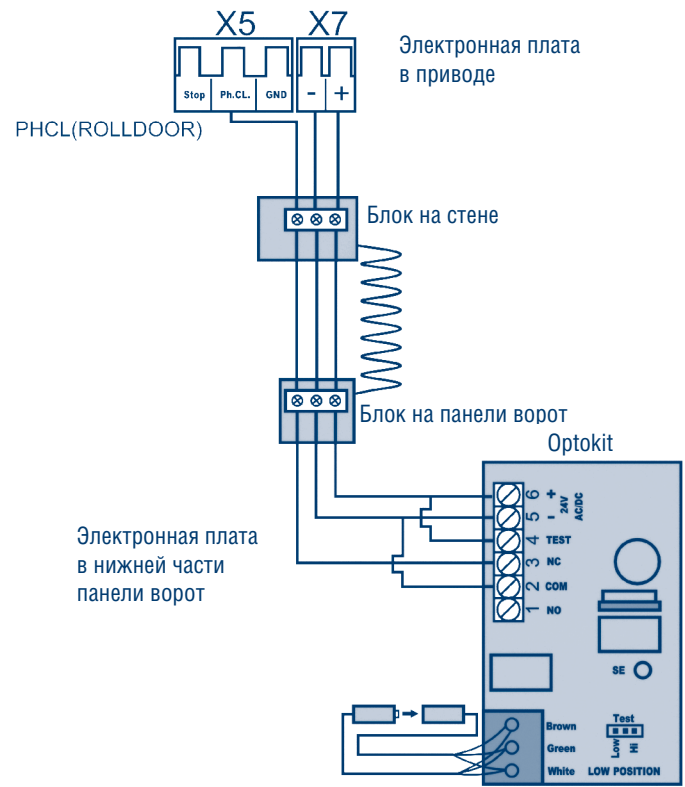 X5 X7
Электронная плата
в приводе
Stop Ph.CL. GND - +
PHCL(ROLLDOOR)
Блок на стене
Блок на панели ворот
Optokit
Электронная плата
в нижней части
панели ворот
6 +
5 -
24V
AC/DC
4 TEST
3 NC
2 COM
1 NO
SE
Brown
Green
White
Test
Low Hi
LOW POSITION